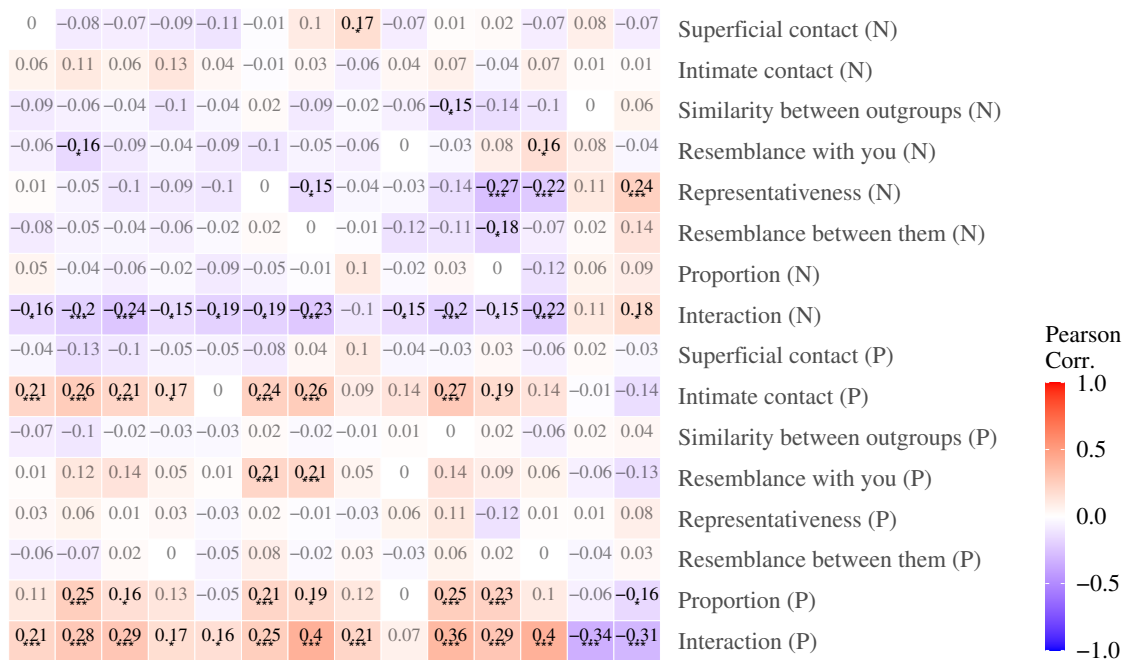 0 −0.08 −0.07 −0.09 −0.11 −0.01 0.1 0.17 −0.07 0.01 0.02 −0.07 0.08 −0.07 Superficial contact (N)
*
0.06 0.11 0.06 0.13 0.04 −0.01 0.03 −0.06 0.04 0.07 −0.04 0.07 0.01 0.01 Intimate contact (N)
−0.09 −0.06 −0.04 −0.1 −0.04 0.02 −0.09 −0.02 −0.06 −0.15 −0.14 −0.1 0 0.06 Similarity between outgroups (N)
*
−0.06 −0.16 −0.09 −0.04 −0.09 −0.1 −0.05 −0.06 0 −0.03 0.08 0.16 0.08 −0.04 Resemblance with you (N)
* *
0.01 −0.05 −0.1 −0.09 −0.1 0 −0.15 −0.04 −0.03 −0.14 −0.27 −0.22 0.11 0.24 Representativeness (N)
* *** *** ***
−0.08 −0.05 −0.04 −0.06 −0.02 0.02 0 −0.01 −0.12 −0.11 −0.18 −0.07 0.02 0.14 Resemblance between them (N)
*
0.05 −0.04 −0.06 −0.02 −0.09 −0.05 −0.01 0.1 −0.02 0.03 0 −0.12 0.06 0.09 Proportion (N)
−0.16 −0.2 −0.24 −0.15 −0.19 −0.19 −0.23 −0.1 −0.15 −0.2 −0.15 −0.22 0.11 0.18 Interaction (N)
* *** *** * * * *** * *** * *** *
−0.04 −0.13 −0.1 −0.05 −0.05 −0.08 0.04 0.1 −0.04 −0.03 0.03 −0.06 0.02 −0.03 Superficial contact (P)
0.21 0.26 0.21 0.17 0 0.24 0.26 0.09 0.14 0.27 0.19 0.14 −0.01 −0.14 Intimate contact (P)
*** *** *** * *** *** *** *
−0.07 −0.1 −0.02 −0.03 −0.03 0.02 −0.02 −0.01 0.01 0 0.02 −0.06 0.02 0.04 Similarity between outgroups (P)
0.01 0.12 0.14 0.05 0.01 0.21 0.21 0.05 0 0.14 0.09 0.06 −0.06 −0.13 Resemblance with you (P)
*** ***
0.03 0.06 0.01 0.03 −0.03 0.02 −0.01 −0.03 0.06 0.11 −0.12 0.01 0.01 0.08 Representativeness (P)
−0.06 −0.07 0.02 0 −0.05 0.08 −0.02 0.03 −0.03 0.06 0.02 0 −0.04 0.03 Resemblance between them (P)
0.11 0.25 0.16 0.13 −0.05 0.21 0.19 0.12 0 0.25 0.23 0.1 −0.06 −0.16 Proportion (P)
*** * *** * *** *** *
0.21 0.28 0.29 0.17 0.16 0.25 0.4 0.21 0.07 0.36 0.29 0.4 −0.34 −0.31 Interaction (P)
*** *** *** * * *** *** *** *** *** *** *** ***
Pearson
Corr.
1.0
0.5
0.0
−0.5
−1.0